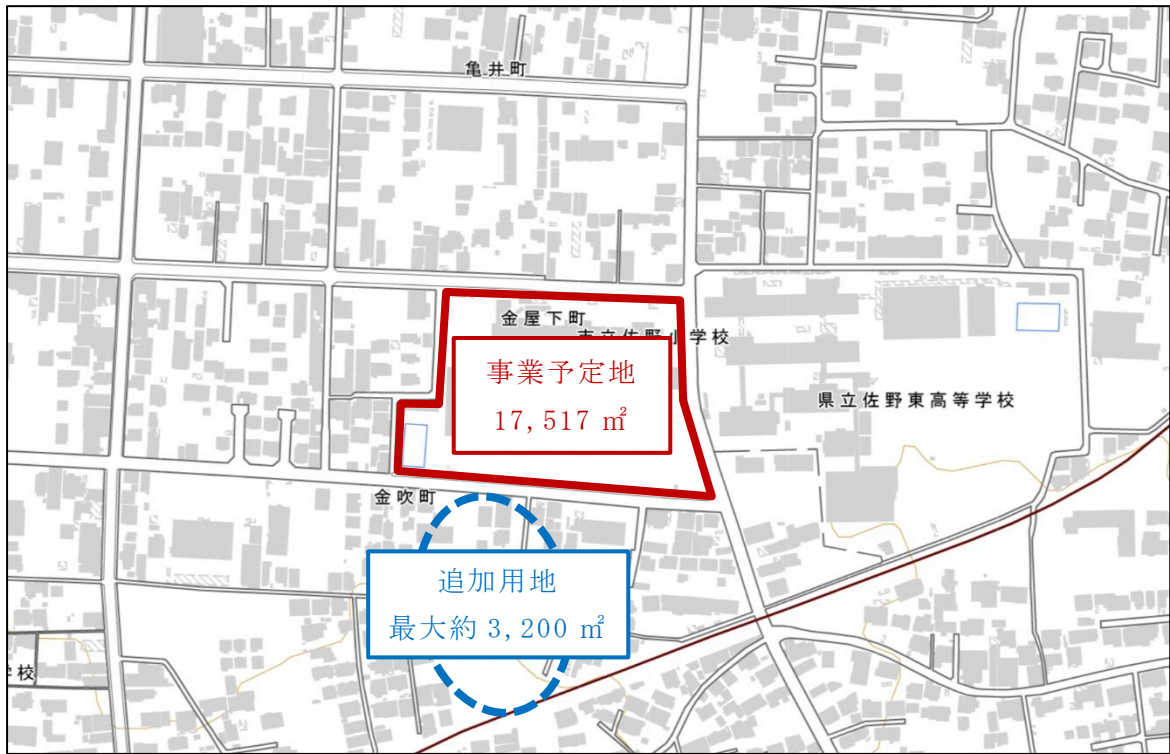 亀井町
金屋下町
市立佐野小学校
事業予定地
17,517 ㎡
県立佐野東高等学校
金吹町
追加用地
最大約 3,200 ㎡
校